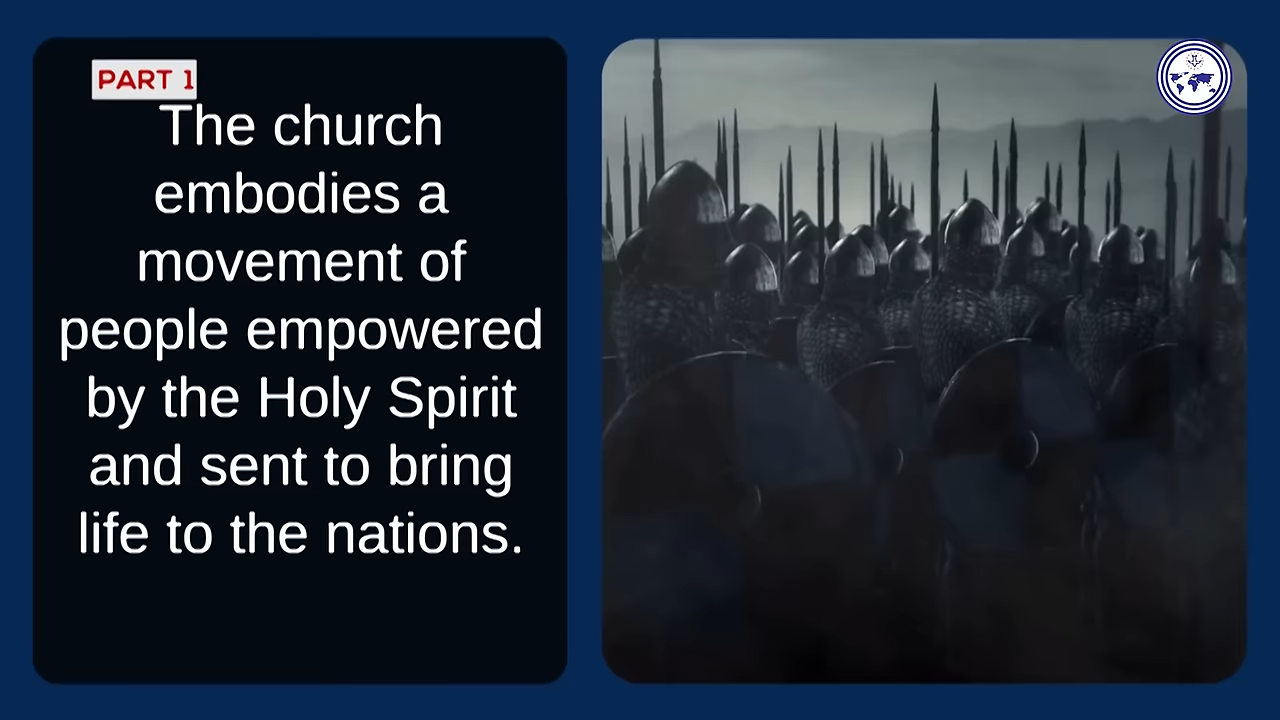 PART 1
The church
embodies a
movement of
people empowered
by the Holy Spirit
and sent to bring
life to the nations.